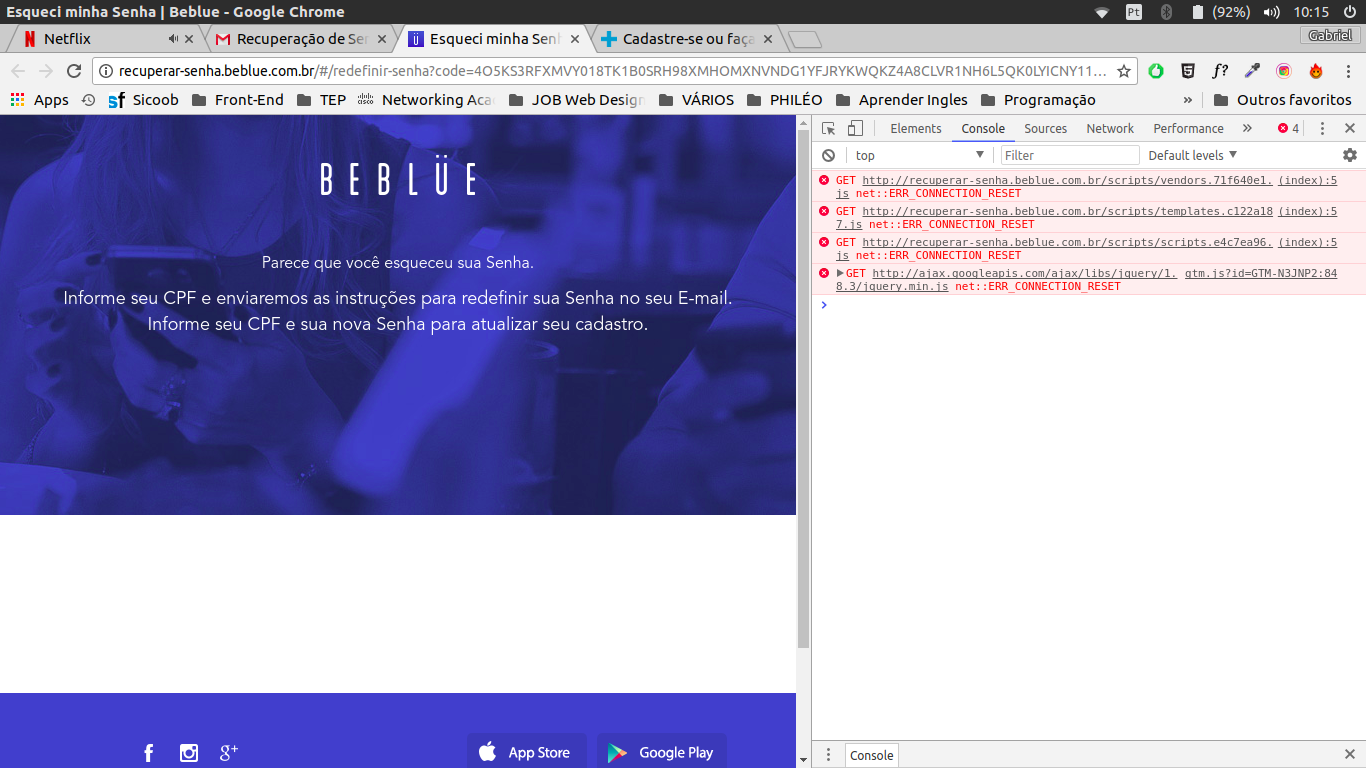 Esqueci minha Senha | Beblue - Google Chrome
Pt
(92%)
10:15
Netflix
Recuperação de Sen
Esqueci minha Senh
Cadastre-se ou faça
Gabriel
recuperar-senha.beblue.com.br/#/redefinir-senha?code=4O5KS3RFXMVY018TK1B0SRH98XMHOMXNVNDG1YFJRYKWQKZ4A8CLVR1NH6L5QK0LYICNY11...
f?
Apps
sf Sicoob
Front-End
TEP
cisco Networking Aca
JOB Web Design
VÁRIOS
PHILÉO
Aprender Ingles
Programação
»
Outros favoritos
BEBLÜE
Parece que você esqueceu sua Senha.
Informe seu CPF e enviaremos as instruções para redefinir sua Senha no seu E-mail.
Informe seu CPF e sua nova Senha para atualizar seu cadastro.
App Store
Google Play
Elements
Console
Sources
Network
Performance
»
4
top
Filter
Default levels
GET http://recuperar-senha.beblue.com.br/scripts/vendors.71f640e1. (index):5
js net::ERR_CONNECTION_RESET
GET http://recuperar-senha.beblue.com.br/scripts/templates.c122a18 (index):5
7.js net::ERR_CONNECTION_RESET
GET http://recuperar-senha.beblue.com.br/scripts/scripts.e4c7ea96. (index):5
js net::ERR_CONNECTION_RESET
GET http://ajax.googleapis.com/ajax/libs/jquery/1. gtm.js?id=GTM-N3JNP2:84
8.3/jquery.min.js net::ERR_CONNECTION_RESET
Console